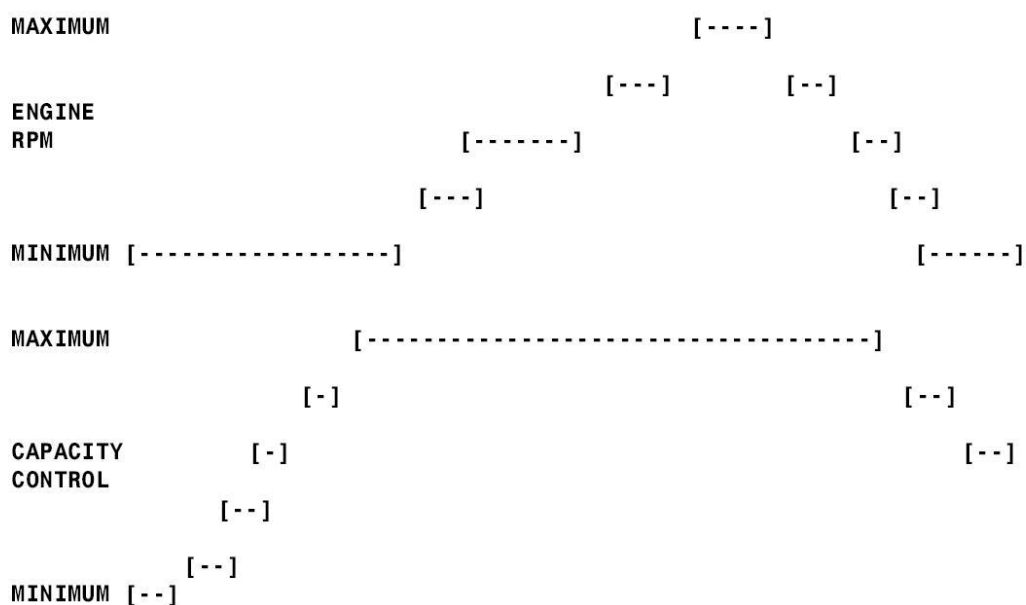 MAXIMUM [----]
[---] [--]
ENGINE
RPM [-------] [--]
[---] [--]
MINIMUM [------------------] [------]
MAXIMUM [------------------------------------]
[-] [--]
CAPACITY [-] [--]
CONTROL
[--]
[--]
MINIMUM [--]